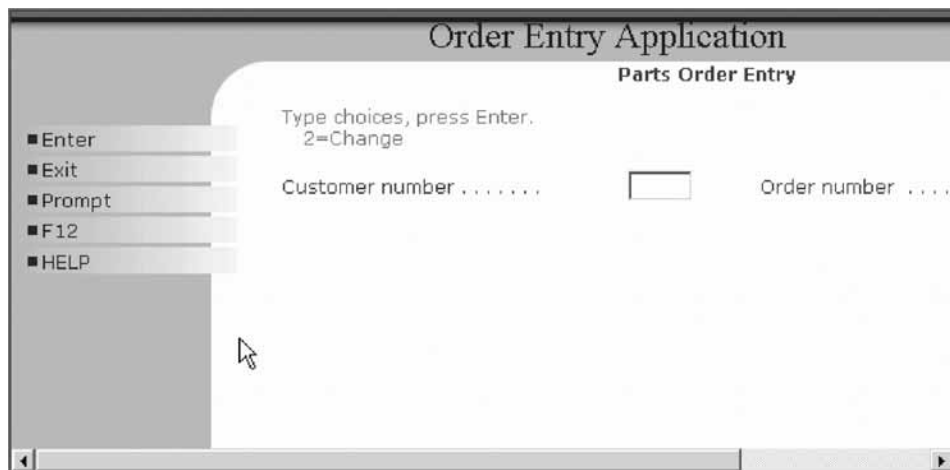 Order Entry Application
Parts Order Entry
Type choices, press Enter.
2=Change
Customer number . . . . . . . Order number . . . .
Enter
Exit
Prompt
F12
HELP